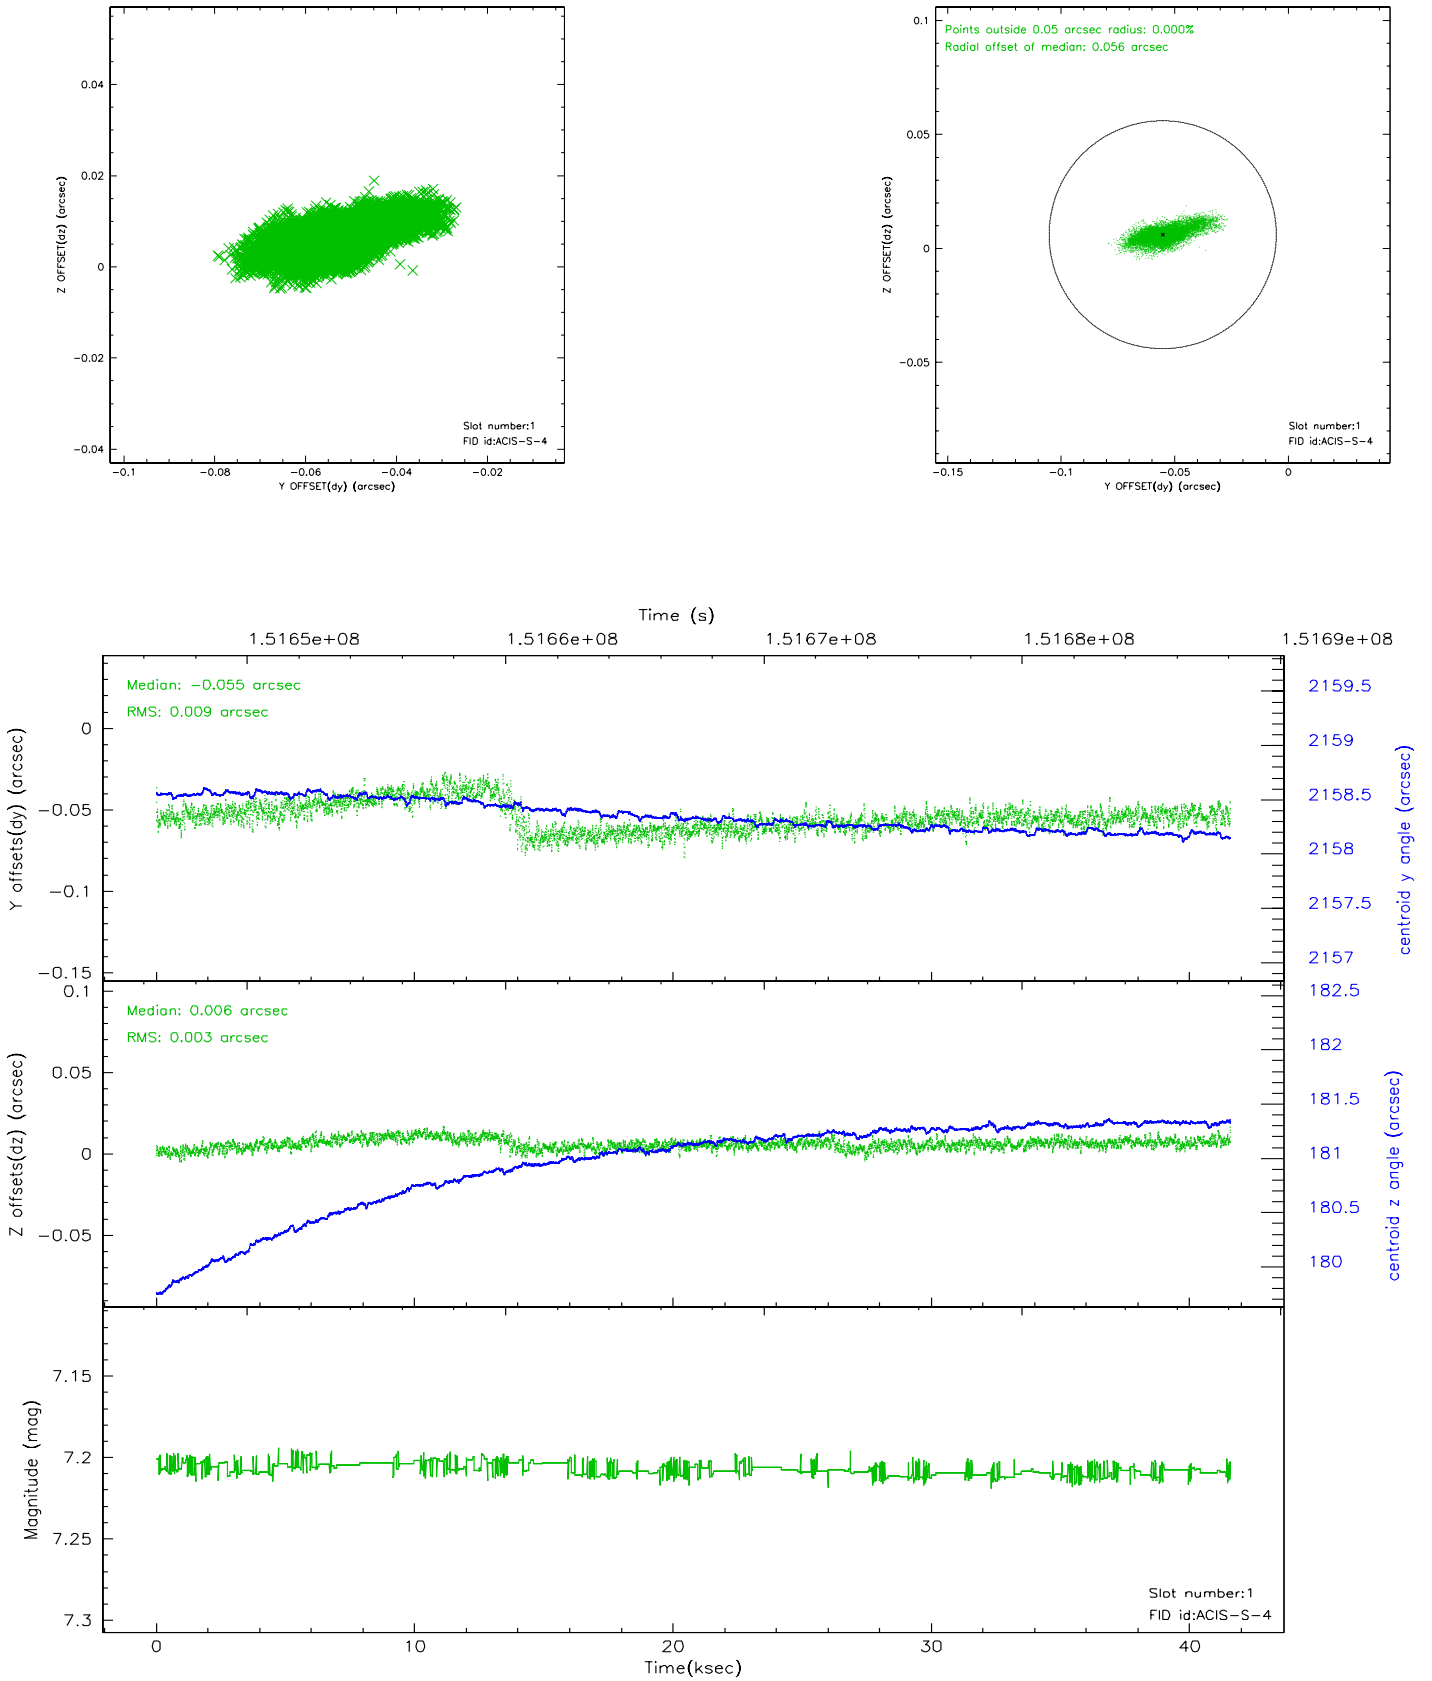 0.04
0.02
0
−0.02
−0.04
Z OFFSET(dz) (arcsec)
Slot number:1
FID id:ACIS−S−4
−0.1
−0.08
−0.06
−0.04
−0.02
Y OFFSET(dy) (arcsec)
Points outside 0.05 arcsec radius: 0.000%
Radial offset of median: 0.056 arcsec
0.1
0.05
0
−0.05
Z OFFSET(dz) (arcsec)
Slot number:1
FID id:ACIS−S−4
−0.15
−0.1
−0.05
0
Y OFFSET(dy) (arcsec)
Time (s)
1.5165e+08
1.5166e+08
1.5167e+08
1.5168e+08
1.5169e+08
Median: −0.055 arcsec
RMS: 0.009 arcsec
0
−0.05
−0.1
−0.15
Y offsets(dy) (arcsec)
2159.5
2159
2158.5
2158
2157.5
2157
centroid y angle (arcsec)
Median: 0.006 arcsec
RMS: 0.003 arcsec
0.1
0.05
0
−0.05
Z offsets(dz) (arcsec)
182.5
182
181.5
181
180.5
180
centroid z angle (arcsec)
7.15
7.2
7.25
7.3
Magnitude (mag)
Slot number:1
FID id:ACIS−S−4
0
10
20
30
40
Time(ksec)